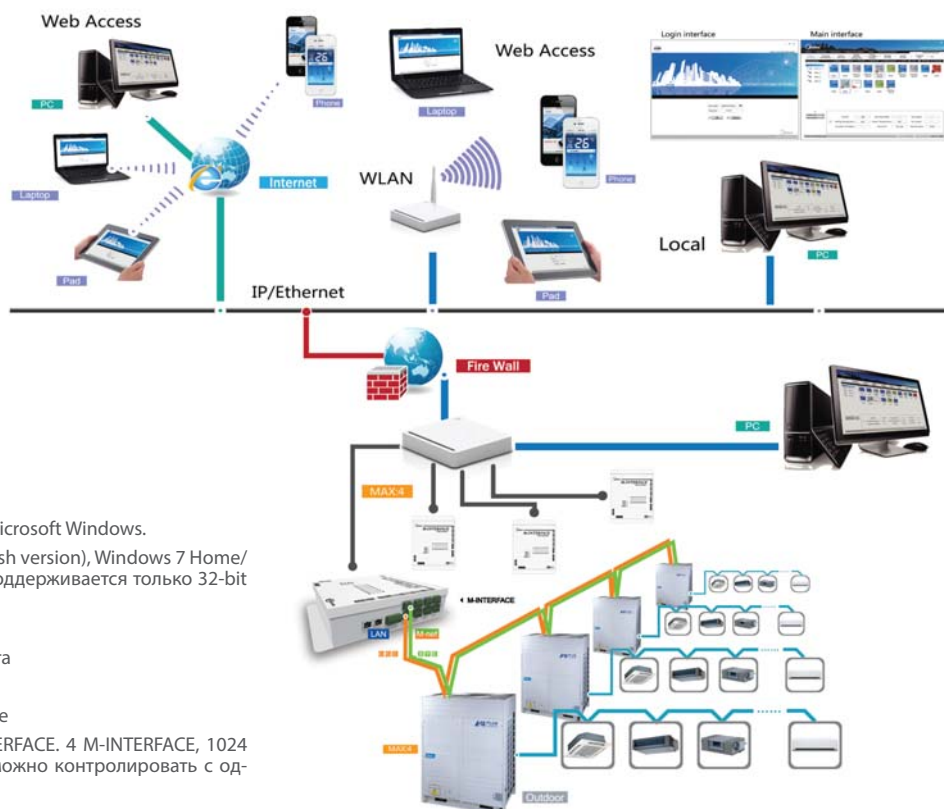 Web Access
PC
Phone
Laptop
Internet
Pad
Web Access
Laptop
Phone
WLAN
Pad
Login interface
Main interface
Local
PC
IP/Ethernet
Fire Wall
PC
MAX:4
icrosoft Windows.
sh version), Windows 7 Home/
оддерживается только 32-bit
та
е
ERFACE. 4 M-INTERFACE, 1024
можно контролировать с од-
M-INTERFACE
LAN
M-net
MAX:4
Outdoor